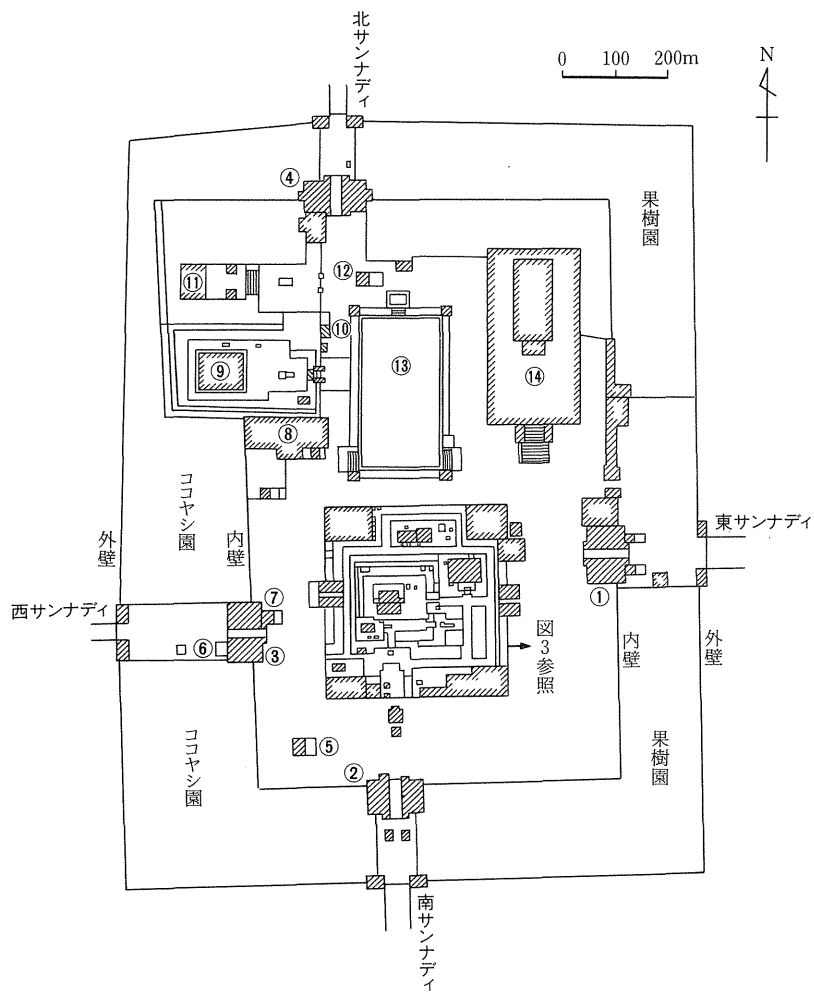 北サンナディ
0 100 200m
N
④
果樹園
⑪
⑫
⑩
⑨
⑬
⑭
⑧
ココヤシ園
外壁
内壁
東サンナディ
西サンナディ
⑦
⑥
③
①
図3参照
内壁
外壁
ココヤシ園
⑤
②
果樹園
南サンナディ